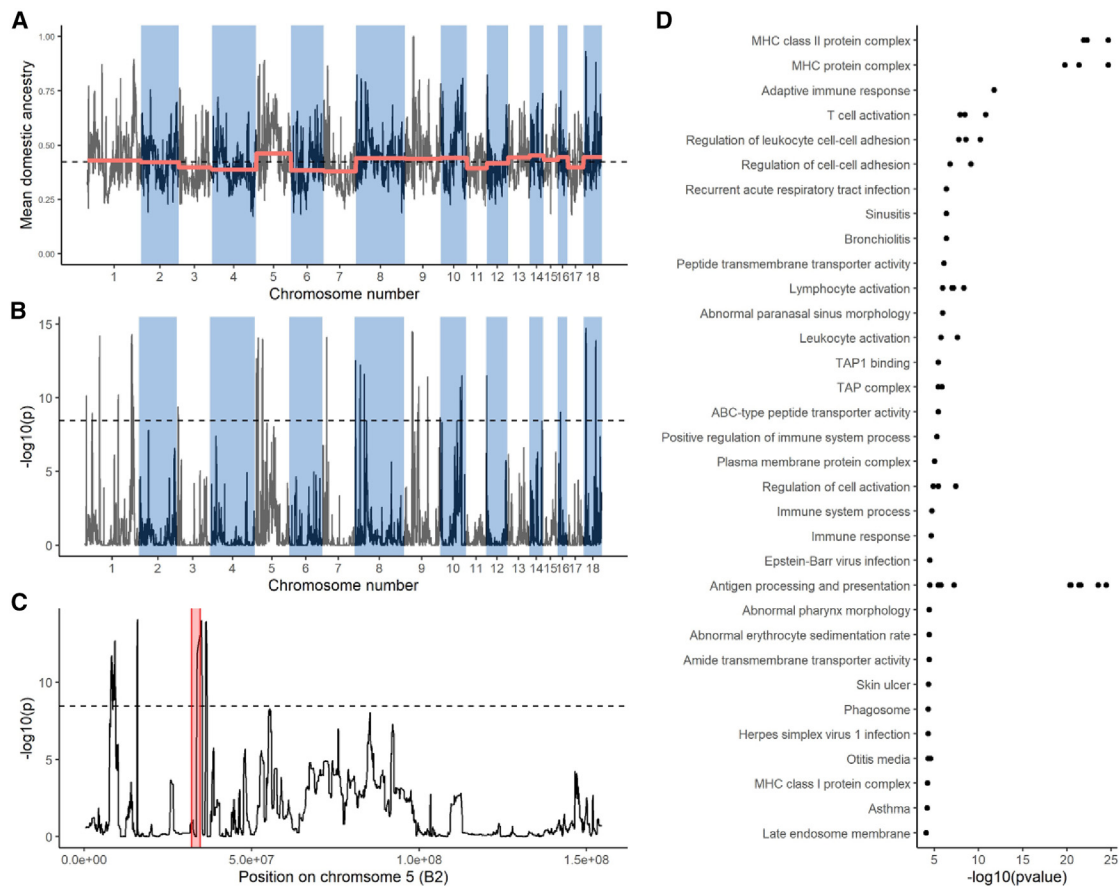 A
Mean domestic ancestry
1.00
0.75
0.50
0.25
0.00
1 2 3 4 5 6 7 8 9 10 11 12 13 14 15 16 17 18
Chromosome number
B
-log10(p)
15
10
5
0
1 2 3 4 5 6 7 8 9 10 11 12 13 14 15 16 17 18
Chromosome number
C
-log10(p)
10
5
0
0.0e+00 5.0e+07 1.0e+08 1.5e+08
Position on chromsome 5 (B2)
D
MHC class II protein complex
MHC protein complex
Adaptive immune response
T cell activation
Regulation of leukocyte cell-cell adhesion
Regulation of cell-cell adhesion
Recurrent acute respiratory tract infection
Sinusitis
Bronchiolitis
Peptide transmembrane transporter activity
Lymphocyte activation
Abnormal paranasal sinus morphology
Leukocyte activation
TAP1 binding
TAP complex
ABC-type peptide transporter activity
Positive regulation of immune system process
Plasma membrane protein complex
Regulation of cell activation
Immune system process
Immune response
Epstein-Barr virus infection
Antigen processing and presentation
Abnormal pharynx morphology
Abnormal erythrocyte sedimentation rate
Amide transmembrane transporter activity
Skin ulcer
Phagosome
Herpes simplex virus 1 infection
Otitis media
MHC class I protein complex
Asthma
Late endosome membrane
5 10 15 20 25
-log10(pvalue)